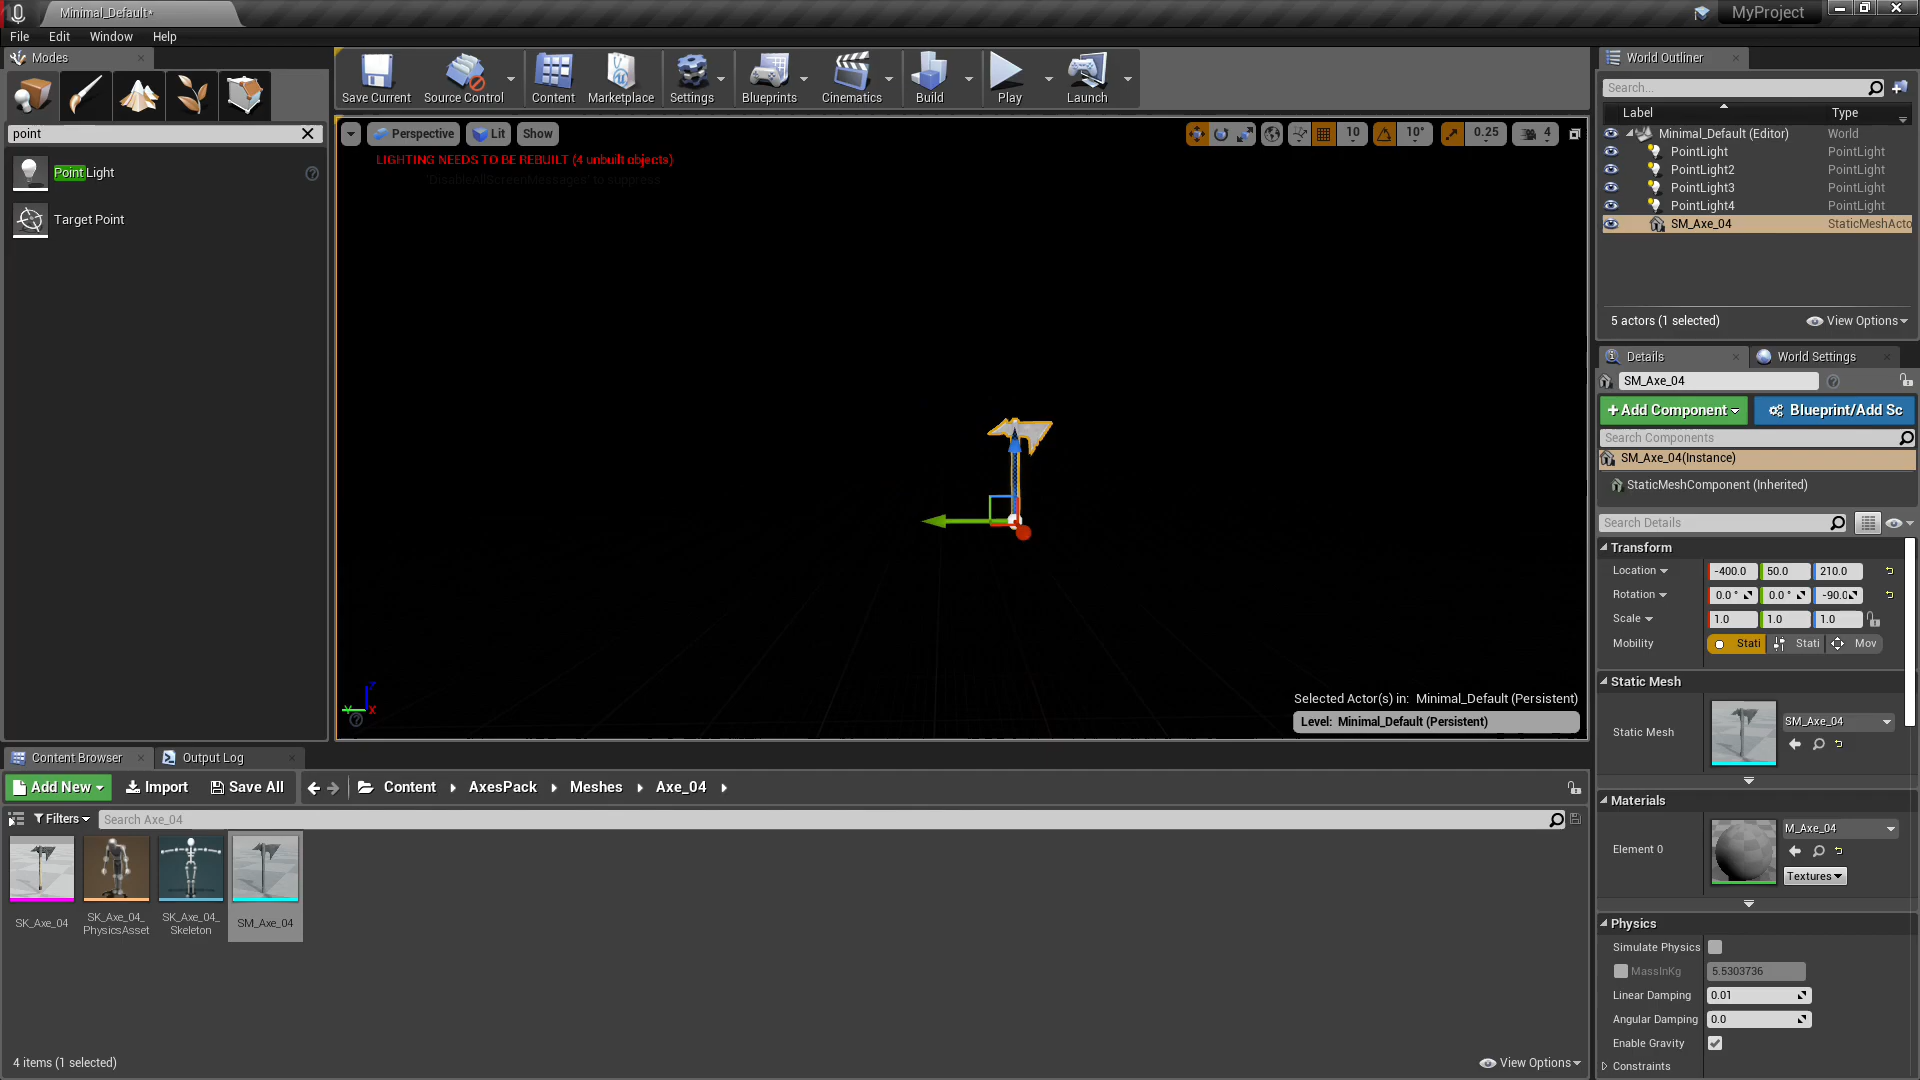 Minimal_Default*
MyProject
File Edit Window Help
Modes
point
Point Light
Target Point
Save Current
Source Control
Content
Marketplace
Settings
Blueprints
Cinematics
Build
Play
Launch
Perspective
Lit
Show
10
10°
0.25
4
LIGHTING NEEDS TO BE REBUILT (4 unbuilt objects)
'DisableAllScreenMessages' to suppress
Selected Actor(s) in: Minimal_Default (Persistent)
Level: Minimal_Default (Persistent)
World Outliner
Search...
Label Type
Minimal_Default (Editor) World
PointLight PointLight
PointLight2 PointLight
PointLight3 PointLight
PointLight4 PointLight
SM_Axe_04 StaticMeshActo
5 actors (1 selected)
View Options
Details
World Settings
SM_Axe_04
+Add Component
Blueprint/Add Sc
Search Components
SM_Axe_04(Instance)
StaticMeshComponent (Inherited)
Search Details
Transform
Location -400.0 50.0 210.0
Rotation 0.0 ° 0.0 ° -90.0
Scale 1.0 1.0 1.0
Mobility Stati Stati Mov
Static Mesh
Static Mesh
SM_Axe_04
Materials
Element 0
M_Axe_04
Textures
Physics
Simulate Physics
MassInKg 5.5303736
Linear Damping 0.01
Angular Damping 0.0
Enable Gravity
Constraints
Content Browser
Output Log
Add New
Import
Save All
Content AxesPack Meshes Axe_04
Filters
Search Axe_04
SK_Axe_04
SK_Axe_04_
PhysicsAsset
SK_Axe_04_
Skeleton
SM_Axe_04
4 items (1 selected)
View Options